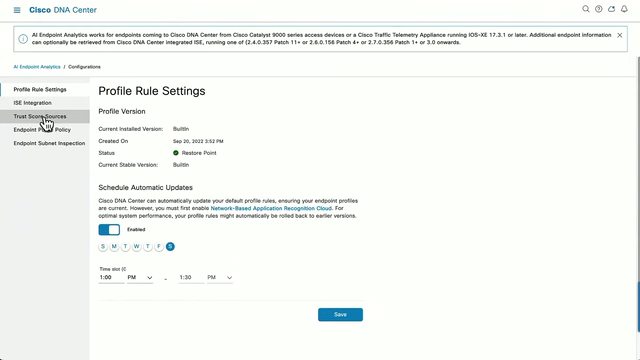 Cisco DNA Center
AI Endpoint Analytics works for endpoints coming to Cisco DNA Center from Cisco Catalyst 9000 series access devices or a Cisco Traffic Telemetry Appliance running IOS-XE 17.3.1 or later. Additional endpoint information
can optionally be retrieved from Cisco DNA Center integrated ISE, running one of (2.4.0.357 Patch 11+ or 2.6.0.156 Patch 4+ or 2.7.0.356 Patch 1+ or 3.0 onwards.
AI Endpoint Analytics / Configurations
Profile Rule Settings
ISE Integration
Trust Score Sources
Endpoint Policy
Endpoint Subnet Inspection
Profile Rule Settings
Profile Version
Current Installed Version: Builtin
Created On Sep 20, 2022 3:52 PM
Status Restore Point
Current Stable Version: Builtin
Schedule Automatic Updates
Cisco DNA Center can automatically update your default profile rules, ensuring your endpoint profiles
are current. However, you must first enable Network-Based Application Recognition Cloud. For
optimal system performance, your profile rules might automatically be rolled back to earlier versions.
Enabled
S M T W T F S
Time slot
1:00 PM - 1:30 PM
Save